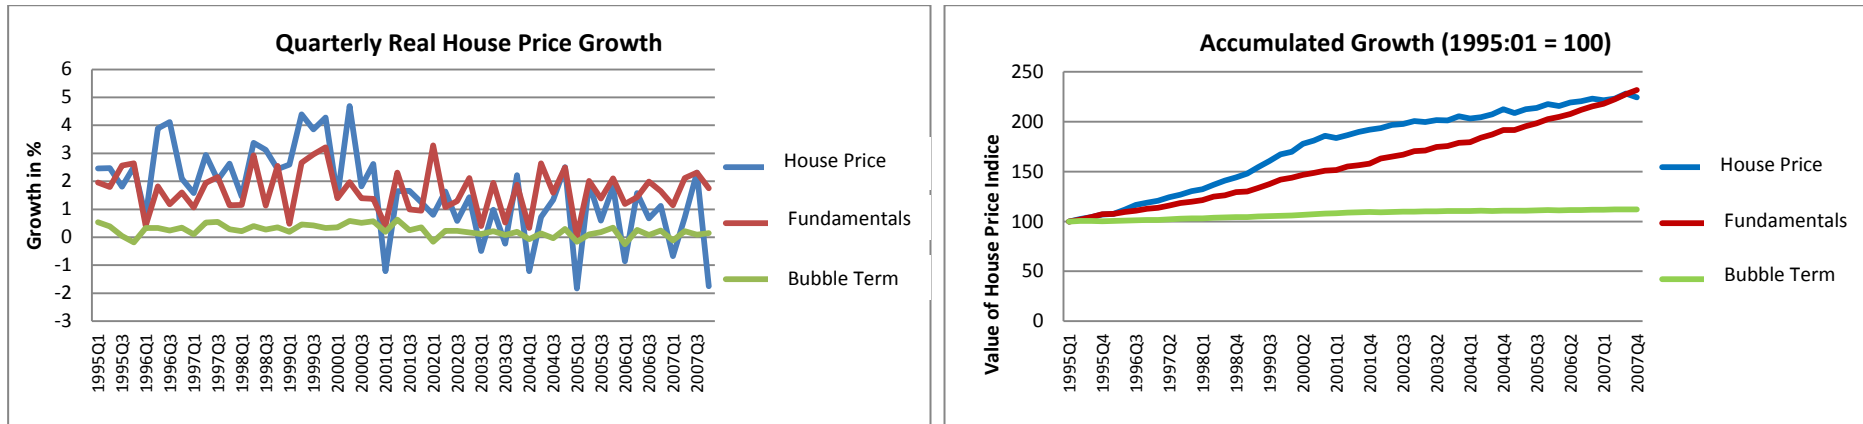 Quarterly Real House Price Growth
Growth in %
6
5
4
3
2
1
0
-1
-2
-3
1995Q1
1995Q3
1996Q1
1996Q3
1997Q1
1997Q3
1998Q1
1998Q3
1999Q1
1999Q3
2000Q1
2000Q3
2001Q1
2001Q3
2002Q1
2002Q3
2003Q1
2003Q3
2004Q1
2004Q3
2005Q1
2005Q3
2006Q1
2006Q3
2007Q1
2007Q3
House Price
Fundamentals
Bubble Term
Accumulated Growth (1995:01 = 100)
Value of House Price Indice
250
200
150
100
50
0
1995Q1
1995Q4
1996Q3
1997Q2
1998Q1
1998Q4
1999Q3
2000Q2
2001Q1
2001Q4
2002Q3
2003Q2
2004Q1
2004Q4
2005Q3
2006Q2
2007Q1
2007Q4
House Price
Fundamentals
Bubble Term